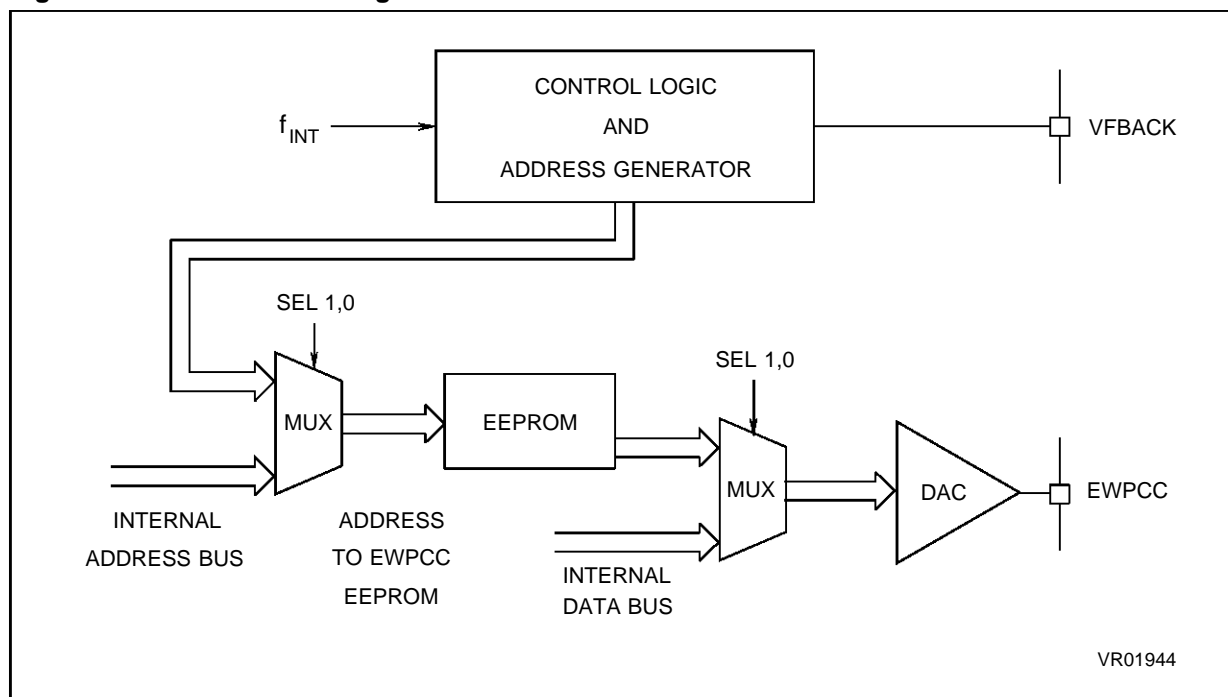 CONTROL LOGIC
AND
ADDRESS GENERATOR
fINT
VFBACK
SEL 1,0
SEL 1,0
MUX
EEPROM
MUX
DAC
EWPCC
INTERNAL
ADDRESS BUS
ADDRESS
TO EWPCC
EEPROM
INTERNAL
DATA BUS
VR01944